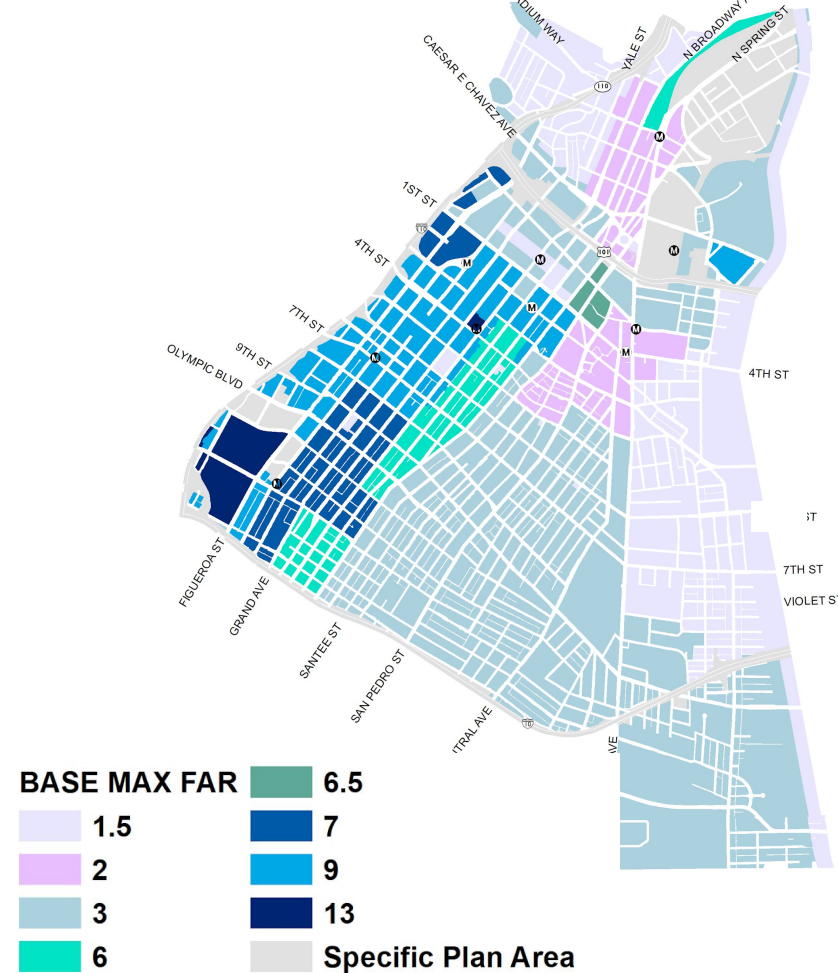 DIUM WAY
YALE ST
N BROADWAY
N SPRING ST
CAESAR E CHAVEZ AVE
110
M
1ST ST
4TH ST
M
M
101
M
7TH ST
M
M
M
9TH ST
M
OLYMPIC BLVD
4TH ST
M
ST
7TH ST
VIOLET S
FIGUEROA ST
GRAND AVE
SANTEE ST
SAN PEDRO ST
TRAL AVE
10
AVE
BASE MAX FAR
1.5
2
3
6
6.5
7
9
13
Specific Plan Area